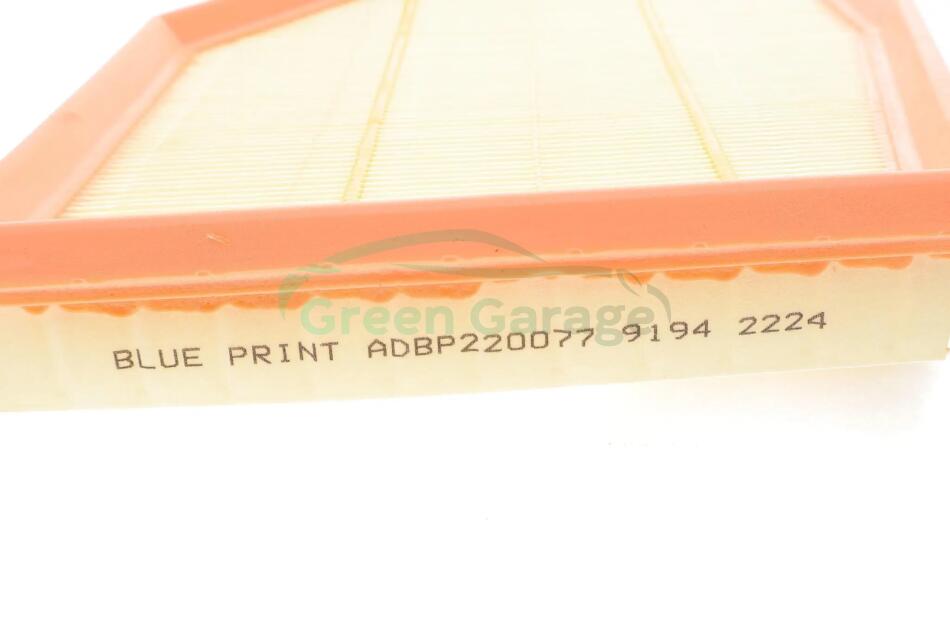 Green Garage
BLUE PRINT ADBP220077 9194 2224